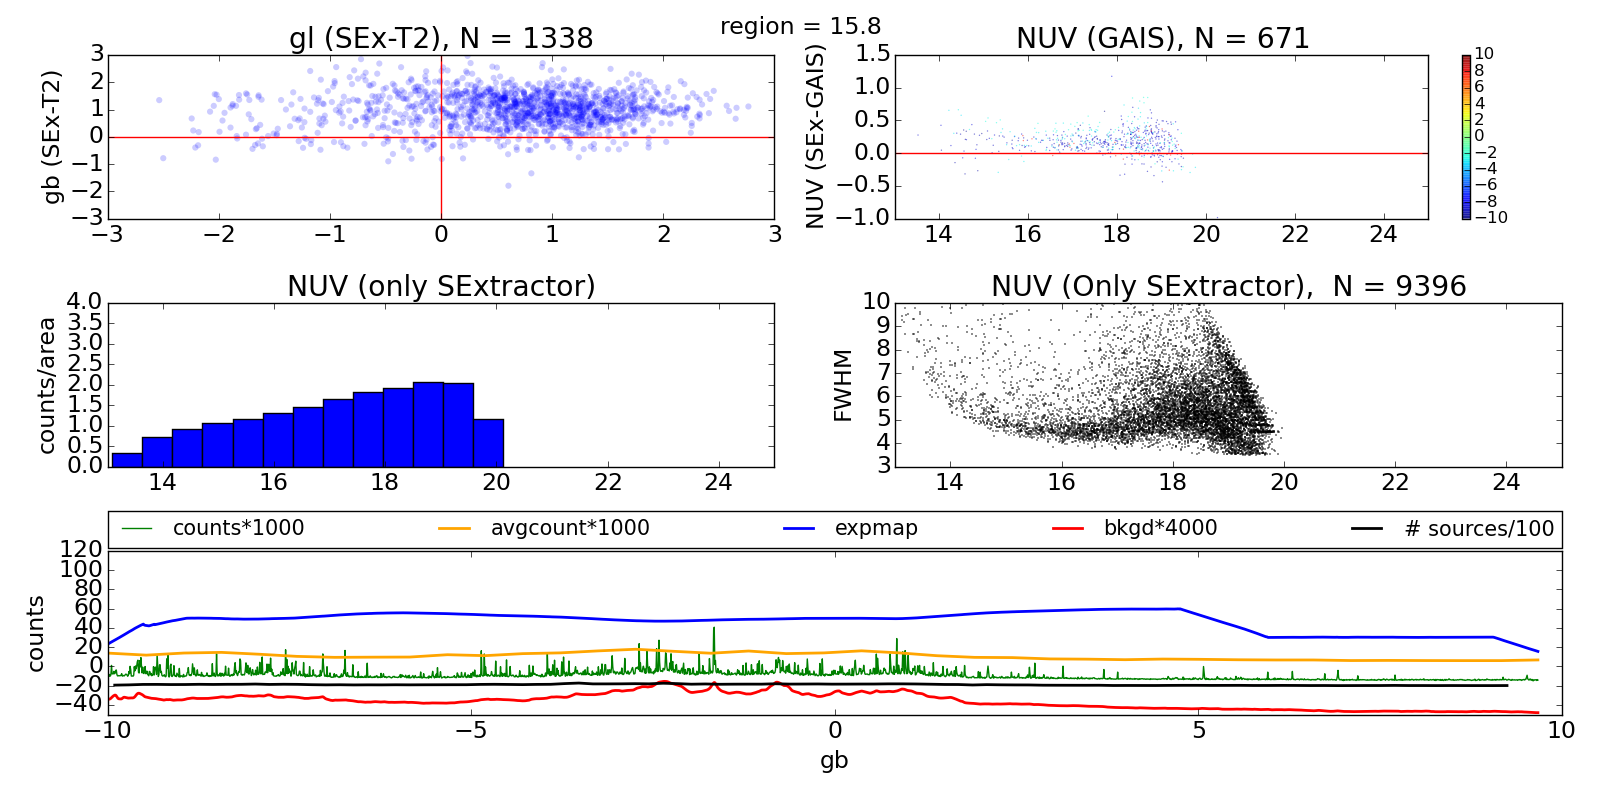 region = 15.8
gl (SEx-T2), N = 1338
gb (SEx-T2)
3
2
1
0
−1
−2
−3
−3 −2 −1 0 1 2 3
NUV (GAIS), N = 671
NUV (SEx-GAIS)
1.5
1.0
0.5
0.0
−0.5
−1.0
14 16 18 20 22 24
10
8
6
4
2
0
−2
−4
−6
−8
−10
NUV (only SExtractor)
counts/area
4.0
3.5
3.0
2.5
2.0
1.5
1.0
0.5
0.0
14 16 18 20 22 24
NUV (Only SExtractor), N = 9396
FWHM
10
9
8
7
6
5
4
3
14 16 18 20 22 24
counts*1000 avgcount*1000 expmap bkgd*4000 # sources/100
counts
120
100
80
60
40
20
0
−20
−40
−10 −5 0 5 10
gb